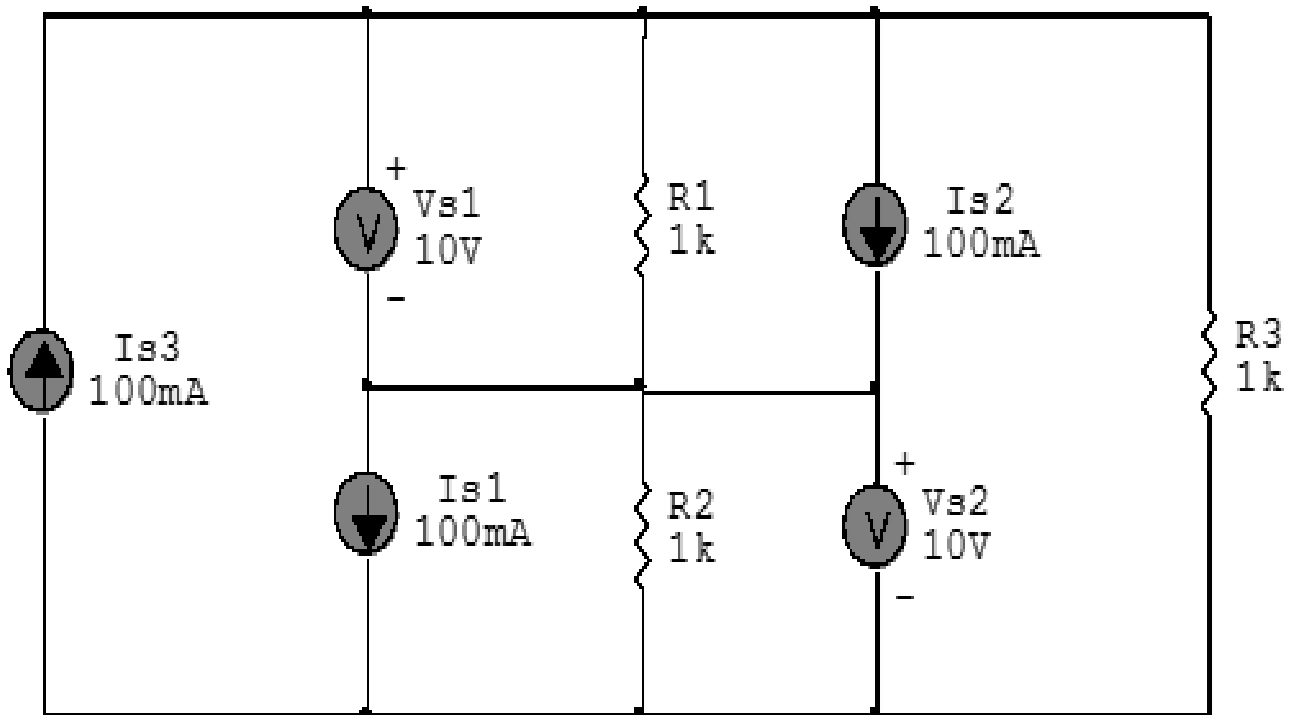 +
Vs1
10V
-
V
R1
1k
Is2
100mA
Is3
100mA
R3
1k
Is1
100mA
R2
1k
+
Vs2
10V
-
V